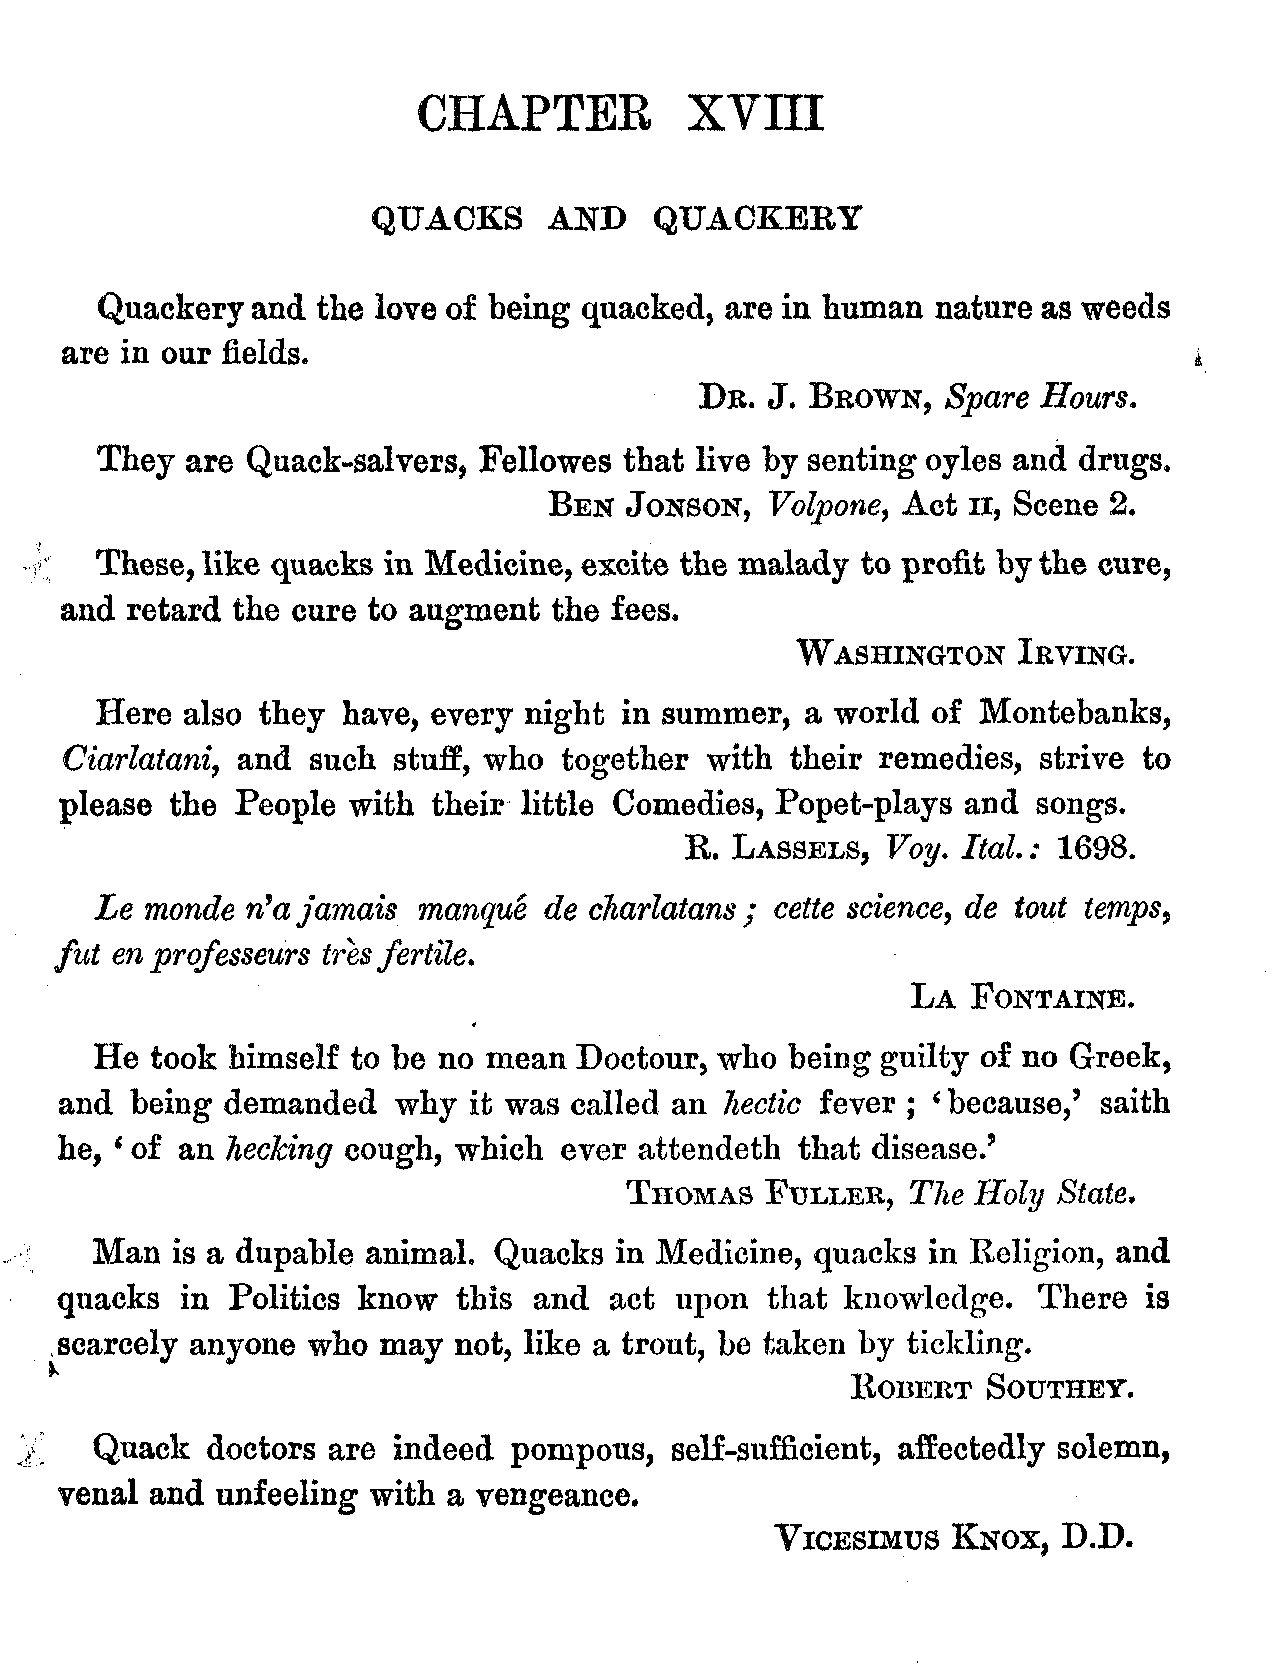 CHAPTER XVIII
QUACKS AND QUACKERY
Quackery and the love of being quacked, are in human nature as weeds
are in our fields.
DR. J. BROWN, Spare Hours.
They are Quack-salvers, Fellowes that live by senting oyles and drugs.
BEN JONSON, Volpone, Act II, Scene 2.
These, like quacks in Medicine, excite the malady to profit by the cure,
and retard the cure to augment the fees.
WASHINGTON IRVING.
Here also they have, every night in summer, a world of Montebanks,
Ciarlatani, and such stuff, who together with their remedies, strive to
please the People with their little Comedies, Popet-plays and songs.
R. LASSELS, Voy. Ital.: 1698.
Le monde n'a jamais manqué de charlatans ; cette science, de tout temps,
fut en professeurs très fertile.
LA FONTAINE.
He took himself to be no mean Doctour, who being guilty of no Greek,
and being demanded why it was called an hectic fever ; ‘because,’ saith
he, ‘of an hecking cough, which ever attendeth that disease.’
THOMAS FULLER, The Holy State.
Man is a dupable animal. Quacks in Medicine, quacks in Religion, and
quacks in Politics know this and act upon that knowledge. There is
scarcely anyone who may not, like a trout, be taken by tickling.
ROBERT SOUTHEY.
Quack doctors are indeed pompous, self-sufficient, affectedly solemn,
venal and unfeeling with a vengeance.
VICESIMUS KNOX, D.D.